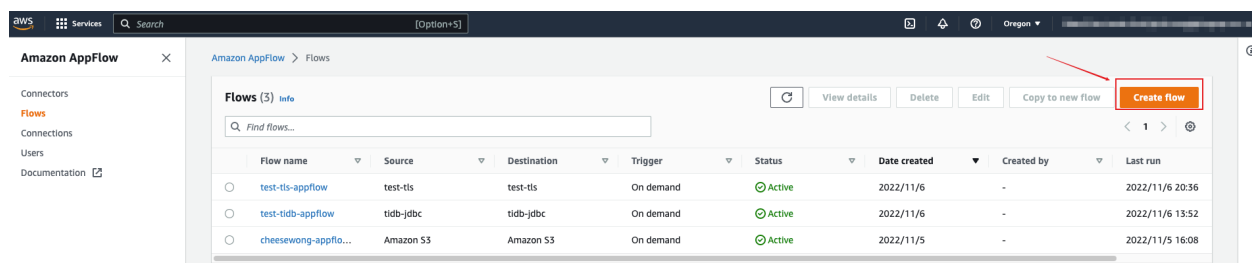 aws Services Search [Option+S] Oregon
Amazon AppFlow
Amazon AppFlow > Flows
Connectors
Flows
Connections
Users
Documentation
Flows (3) Info
View details Delete Edit Copy to new flow Create flow
Find flows...
1
Flow name Source Destination Trigger Status Date created Created by Last run
test-tls-appflow test-tls test-tls On demand Active 2022/11/6 - 2022/11/6 20:36
test-tidb-appflow tidb-jdbc tidb-jdbc On demand Active 2022/11/6 - 2022/11/6 13:52
cheesewong-appflo... Amazon S3 Amazon S3 On demand Active 2022/11/5 - 2022/11/5 16:08